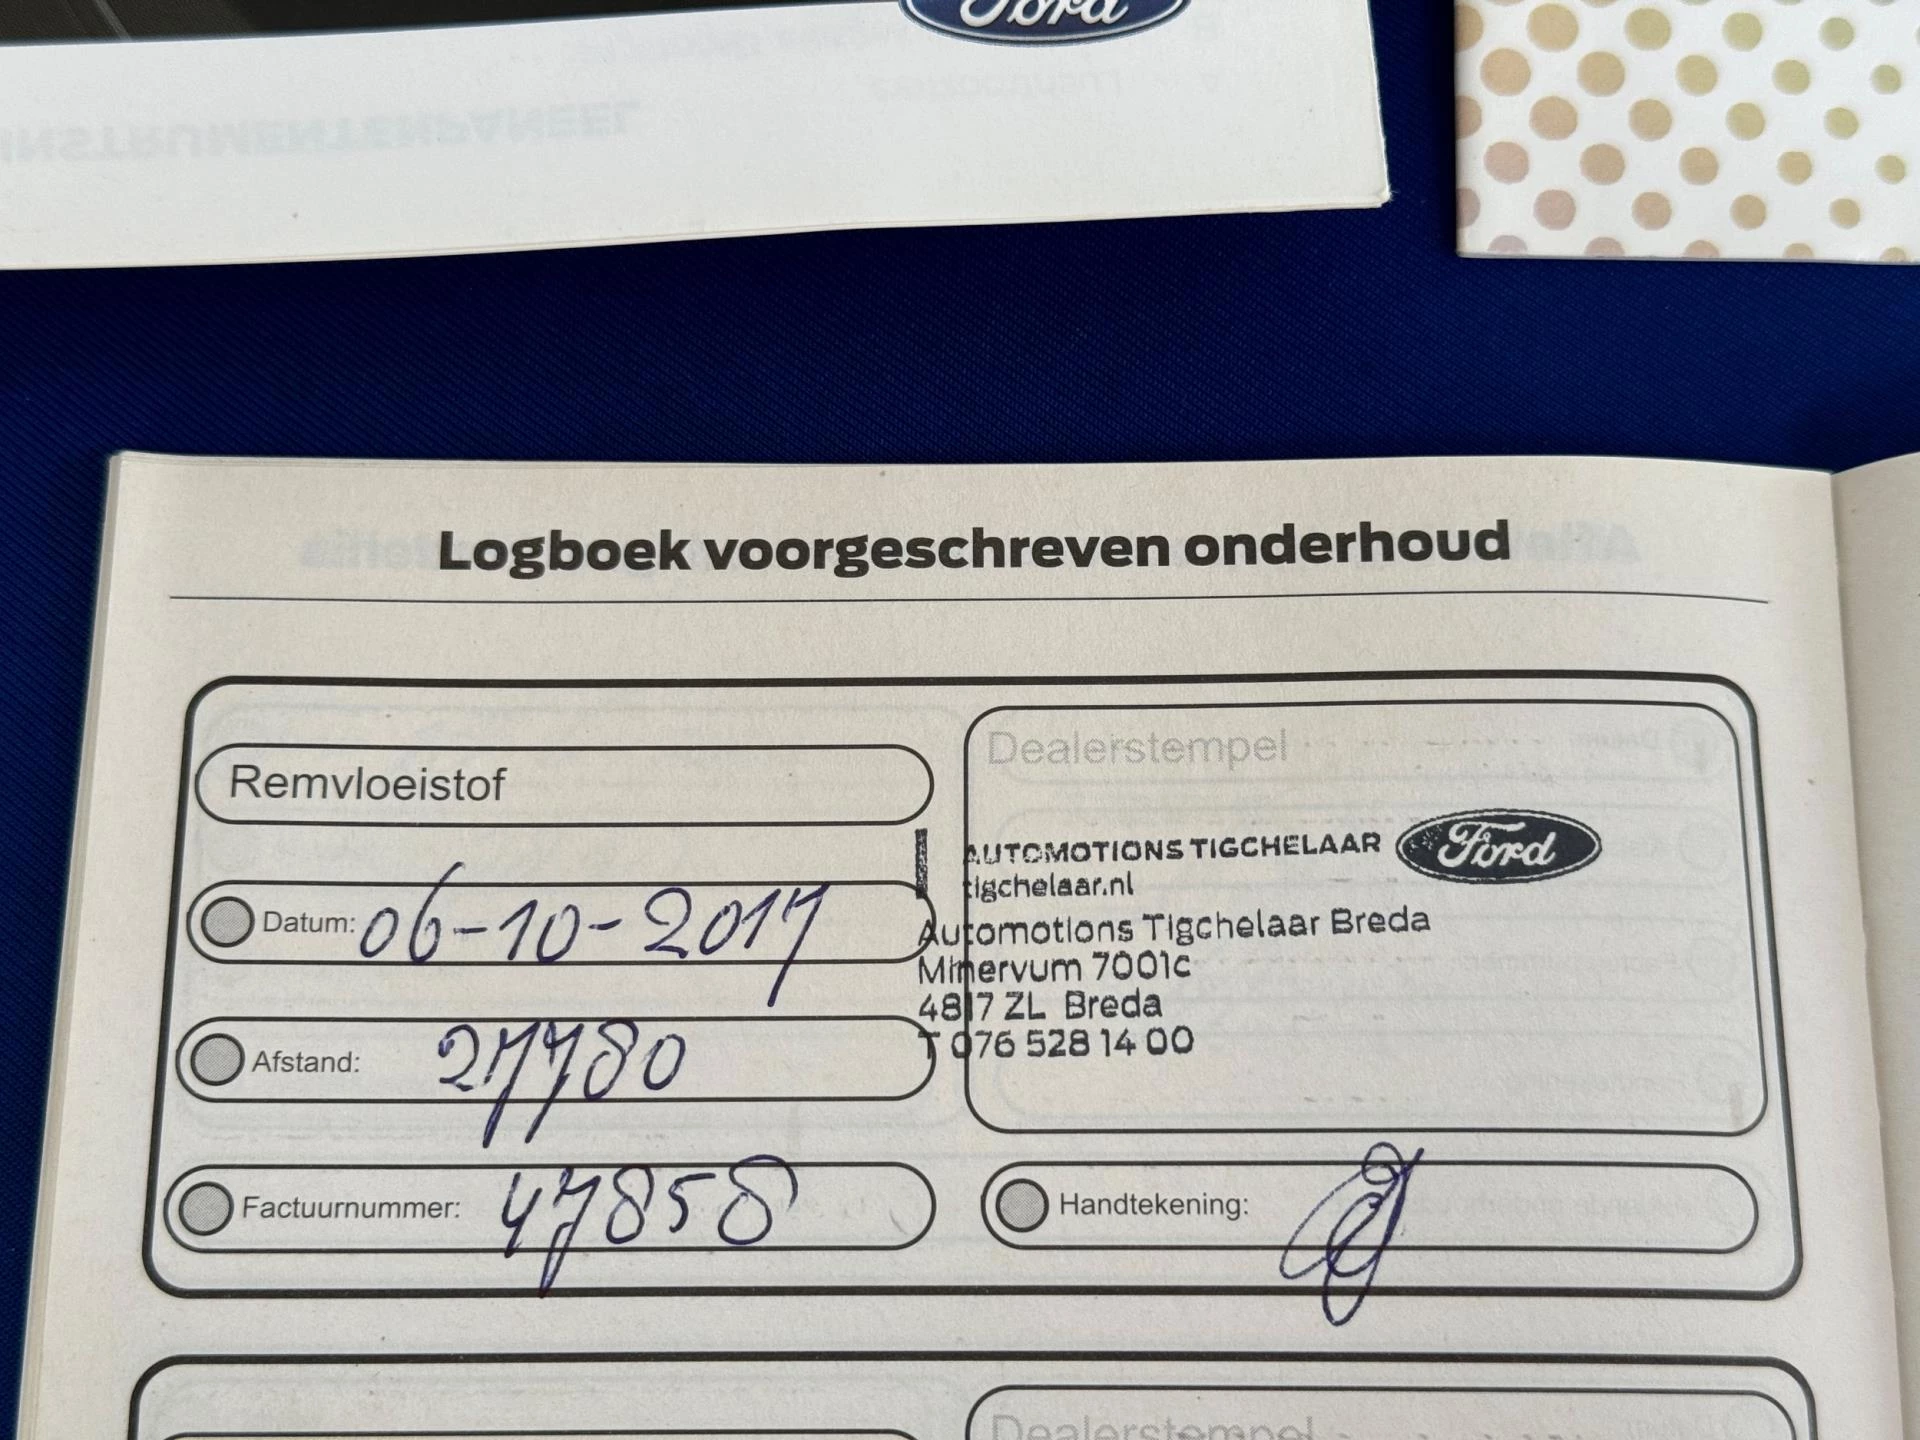 Ford
INSTRUMENTENPANEEL
Logboek voorgeschreven onderhoud
Remvloeistof
Datum: 06-10-2017
Afstand: 27780
Factuurnummer: 47858
Dealerstempel
AUTOMOTIONS TIGCHELAAR Ford
tigchelaar.nl
Automotions Tigchelaar Breda
Minervum 7001c
4817 ZL Breda
T 076 528 14 00
Handtekening:
Dealerstempel